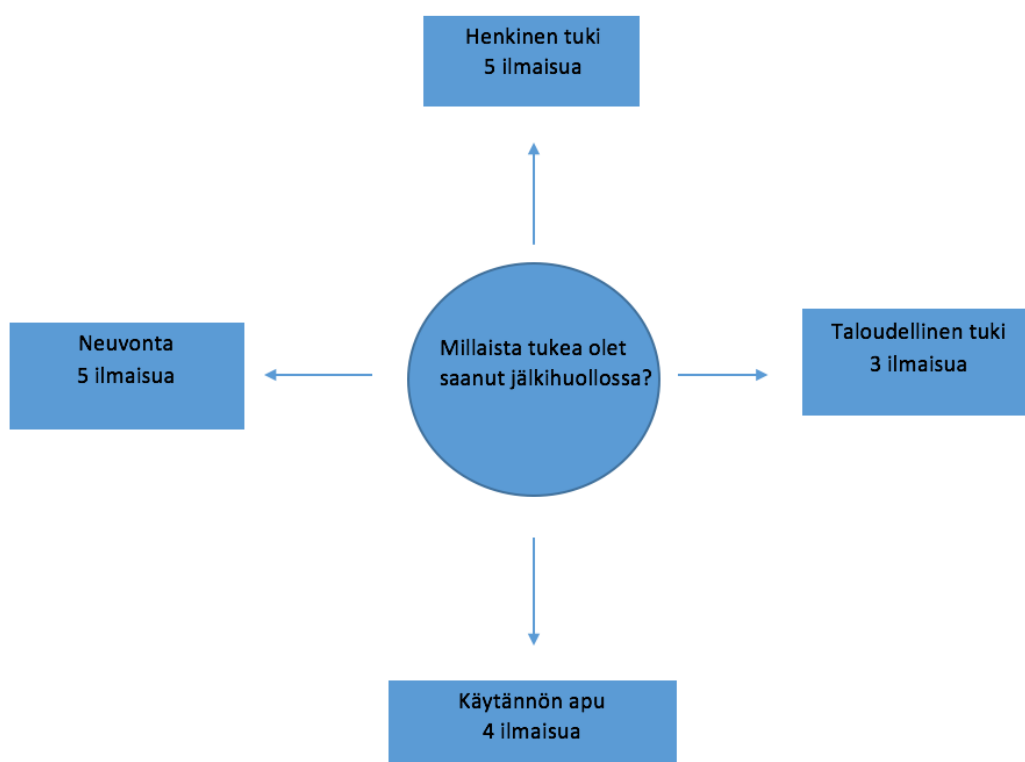 Henkinen tuki
5 ilmaisua
Neuvonta
5 ilmaisua
Millaista tukea olet
saanut jälkihuollossa?
Taloudellinen tuki
3 ilmaisua
Käytännön apu
4 ilmaisua